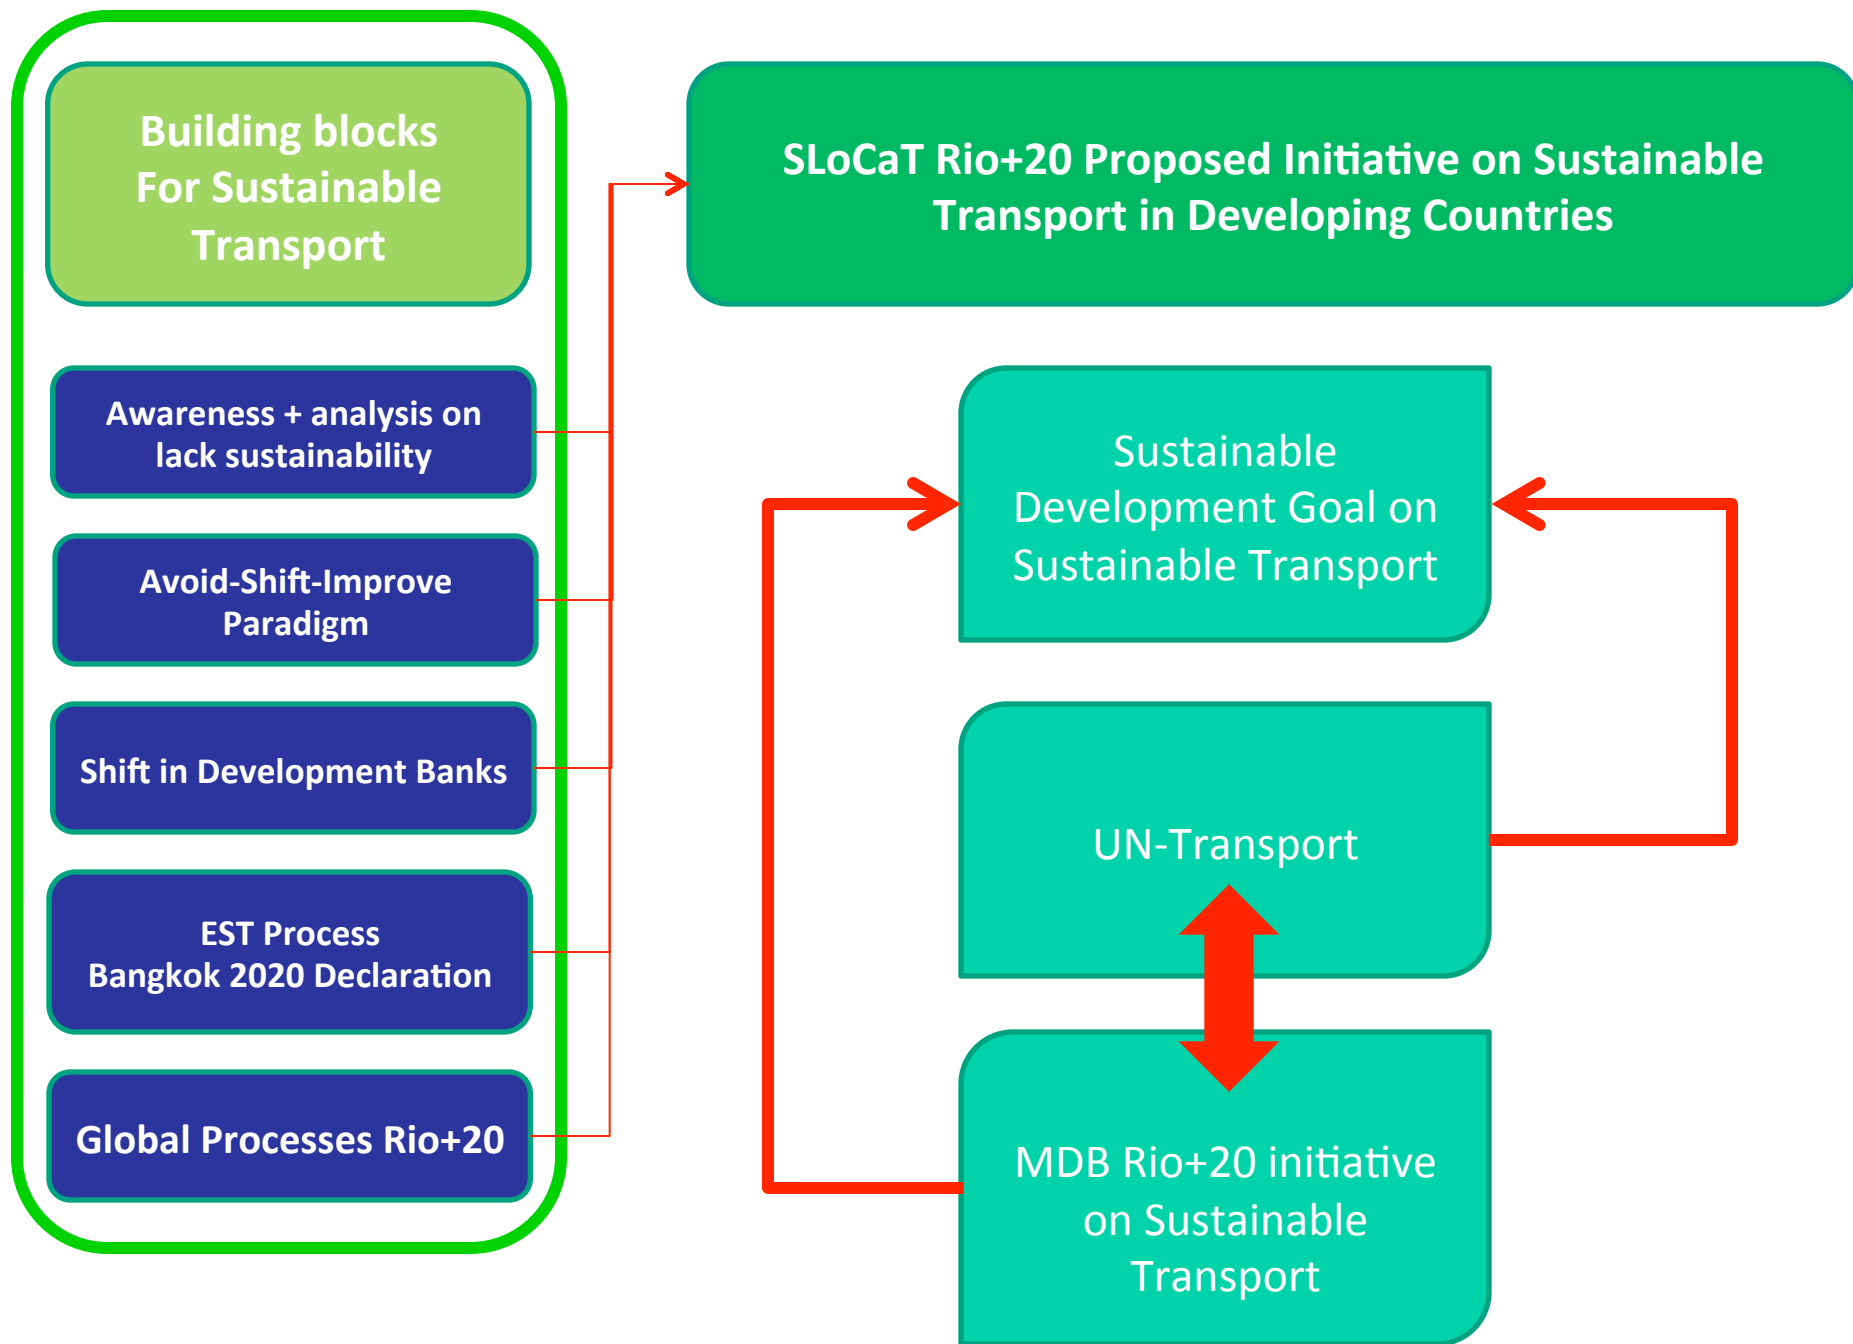 Building blocks
For Sustainable
Transport
Awareness + analysis on
lack sustainability
Avoid-Shift-Improve
Paradigm
Shift in Development Banks
EST Process
Bangkok 2020 Declaration
Global Processes Rio+20
SLoCaT Rio+20 Proposed Initiative on Sustainable
Transport in Developing Countries
Sustainable
Development Goal on
Sustainable Transport
UN-Transport
MDB Rio+20 initiative
on Sustainable
Transport